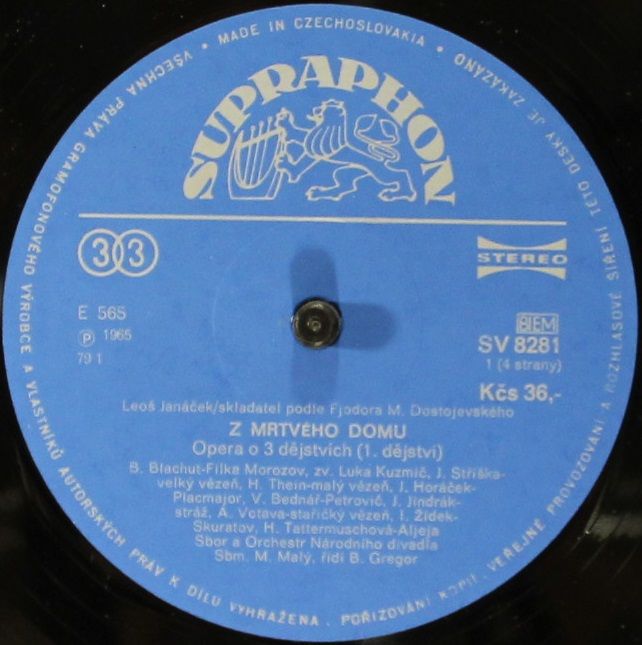 VŠECHNA PRÁVA GRAMOFONOVÉHO VÝROBCE A VLASTNÍKŮ AUTORSKÝCH PRÁV K DÍLU VYHRAŽENA. POŘIZOVÁNÍ KOPIÍ, VEŘEJNÉ PROVOZOVÁNÍ A ROZHLASOVÉ ŠÍŘENÍ TÉTO DESKY JE ZAKÁZÁNO
• MADE IN CZECHOSLOVAKIA •
SUPRAPHON
33
STEREO
E 565
Ⓟ 1965
79 1
BIEM
SV 8281
1 (4 strany)
Kčs 36,-
Leoš Janáček/skladatel podle Fjodora M. Dostojevského
Z MRTVÉHO DOMU
Opera o 3 dějstvích (1. dějství)
B. Blachut-Filka Morozov, zv. Luka Kuzmič, J. Stříška-
velký vězeň, H. Thein-malý vězeň, J. Horáček-
Placmajor, V. Bednář-Petrovič, J. Jindrák-
stráž, A. Votava-stařičký vězeň, I. Žídek-
Skuratov, H. Tattermuschová-Aljeja
Sbor a Orchestr Národního divadla
Sbm. M. Malý, řídí B. Gregor